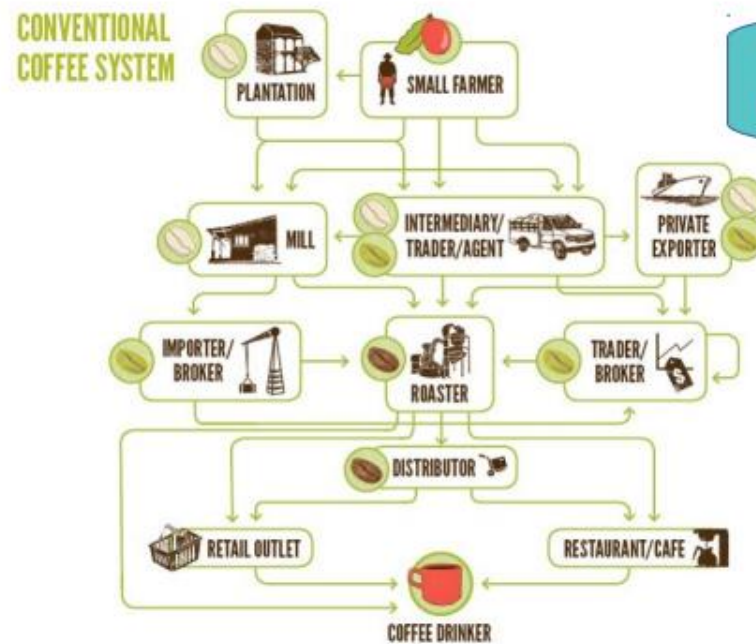 CONVENTIONAL
COFFEE SYSTEM
PLANTATION
SMALL FARMER
MILL
INTERMEDIARY/
TRADER/AGENT
PRIVATE
EXPORTER
IMPORTER/
BROKER
ROASTER
TRADER/
BROKER
$
DISTRIBUTOR
RETAIL OUTLET
RESTAURANT/CAFE
COFFEE DRINKER